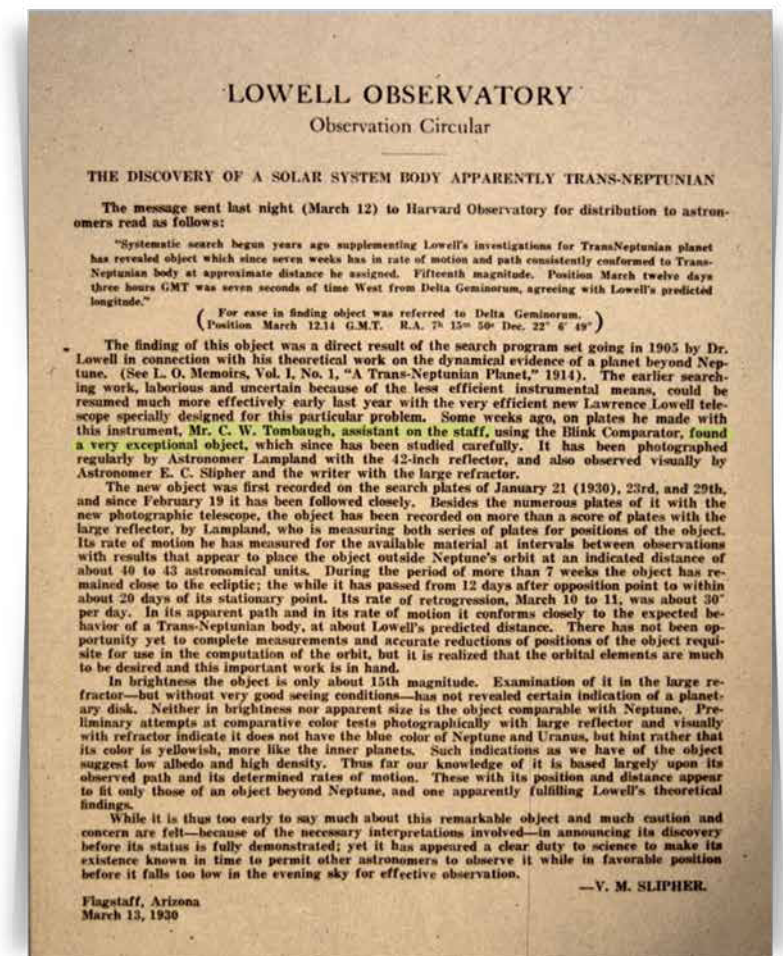 LOWELL OBSERVATORY
Observation Circular
THE DISCOVERY OF A SOLAR SYSTEM BODY APPARENTLY TRANS-NEPTUNIAN
The message sent last night (March 12) to Harvard Observatory for distribution to astron-
omers read as follows:
"Systematic search begun years ago supplementing Lowell's investigations for TransNeptunian planet
has revealed object which since seven weeks has in rate of motion and path consistently conformed to Trans-
Neptunian body at approximate distance he assigned. Fifteenth magnitude. Position March twelve days
three hours GMT was seven seconds of time West from Delta Geminorum, agreeing with Lowell's predicted
longitude."
( For ease in finding object was referred to Delta Geminorum.
Position March 12.14 G.M.T. R.A. 7h 15m 50s Dec. 22° 6' 49" )
The finding of this object was a direct result of the search program set going in 1905 by Dr.
Lowell in connection with his theoretical work on the dynamical evidence of a planet beyond Nep-
tune. (See L. O. Memoirs, Vol. I, No. 1, "A Trans-Neptunian Planet," 1914). The earlier search-
ing work, laborious and uncertain because of the less efficient instrumental means, could be
resumed much more effectively early last year with the very efficient new Lawrence Lowell tele-
scope specially designed for this particular problem. Some weeks ago, on plates he made with
this instrument, Mr. C. W. Tombaugh, assistant on the staff, using the Blink Comparator, found
a very exceptional object, which since has been studied carefully. It has been photographed
regularly by Astronomer Lampland with the 42-inch reflector, and also observed visually by
Astronomer E. C. Slipher and the writer with the large refractor.
The new object was first recorded on the search plates of January 21 (1930), 23rd, and 29th,
and since February 19 it has been followed closely. Besides the numerous plates of it with the
new photographic telescope, the object has been recorded on more than a score of plates with the
large reflector, by Lampland, who is measuring both series of plates for positions of the object.
Its rate of motion he has measured for the available material at intervals between observations
with results that appear to place the object outside Neptune's orbit at an indicated distance of
about 40 to 43 astronomical units. During the period of more than 7 weeks the object has re-
mained close to the ecliptic; the while it has passed from 12 days after opposition point to within
about 20 days of its stationary point. Its rate of retrogression, March 10 to 11, was about 30"
per day. In its apparent path and in its rate of motion it conforms closely to the expected be-
havior of a Trans-Neptunian body, at about Lowell's predicted distance. There has not been op-
portunity yet to complete measurements and accurate reductions of positions of the object requi-
site for use in the computation of the orbit, but it is realized that the orbital elements are much
to be desired and this important work is in hand.
In brightness the object is only about 15th magnitude. Examination of it in the large re-
fractor—but without very good seeing conditions—has not revealed certain indication of a planet-
ary disk. Neither in brightness nor apparent size is the object comparable with Neptune. Pre-
liminary attempts at comparative color tests photographically with large reflector and visually
with refractor indicate it does not have the blue color of Neptune and Uranus, but hint rather that
its color is yellowish, more like the inner planets. Such indications as we have of the object
suggest low albedo and high density. Thus far our knowledge of it is based largely upon its
observed path and its determined rates of motion. These with its position and distance appear
to fit only those of an object beyond Neptune, and one apparently fulfilling Lowell's theoretical
findings.
While it is thus too early to say much about this remarkable object and much caution and
concern are felt—because of the necessary interpretations involved—in announcing its discovery
before its status is fully demonstrated; yet it has appeared a clear duty to science to make its
existence known in time to permit other astronomers to observe it while in favorable position
before it falls too low in the evening sky for effective observation.
—V. M. SLIPHER.
Flagstaff, Arizona
March 13, 1930